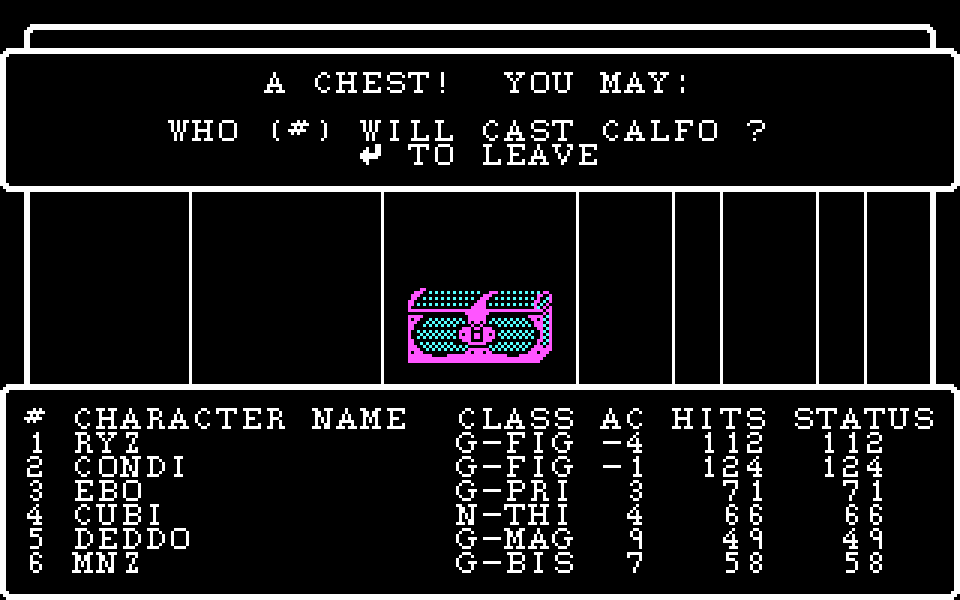 A CHEST!  YOU MAY:
WHO (#) WILL CAST CALFO ?
↵ TO LEAVE
# CHARACTER NAME  CLASS AC HITS STATUS
1 RYZ G-FIG -4 112 112
2 CONDI G-FIG -1 124 124
3 EBO G-PRI 3 71 71
4 CUBI N-THI 4 66 66
5 DEDDO G-MAG 9 49 49
6 MNZ G-BIS 7 58 58